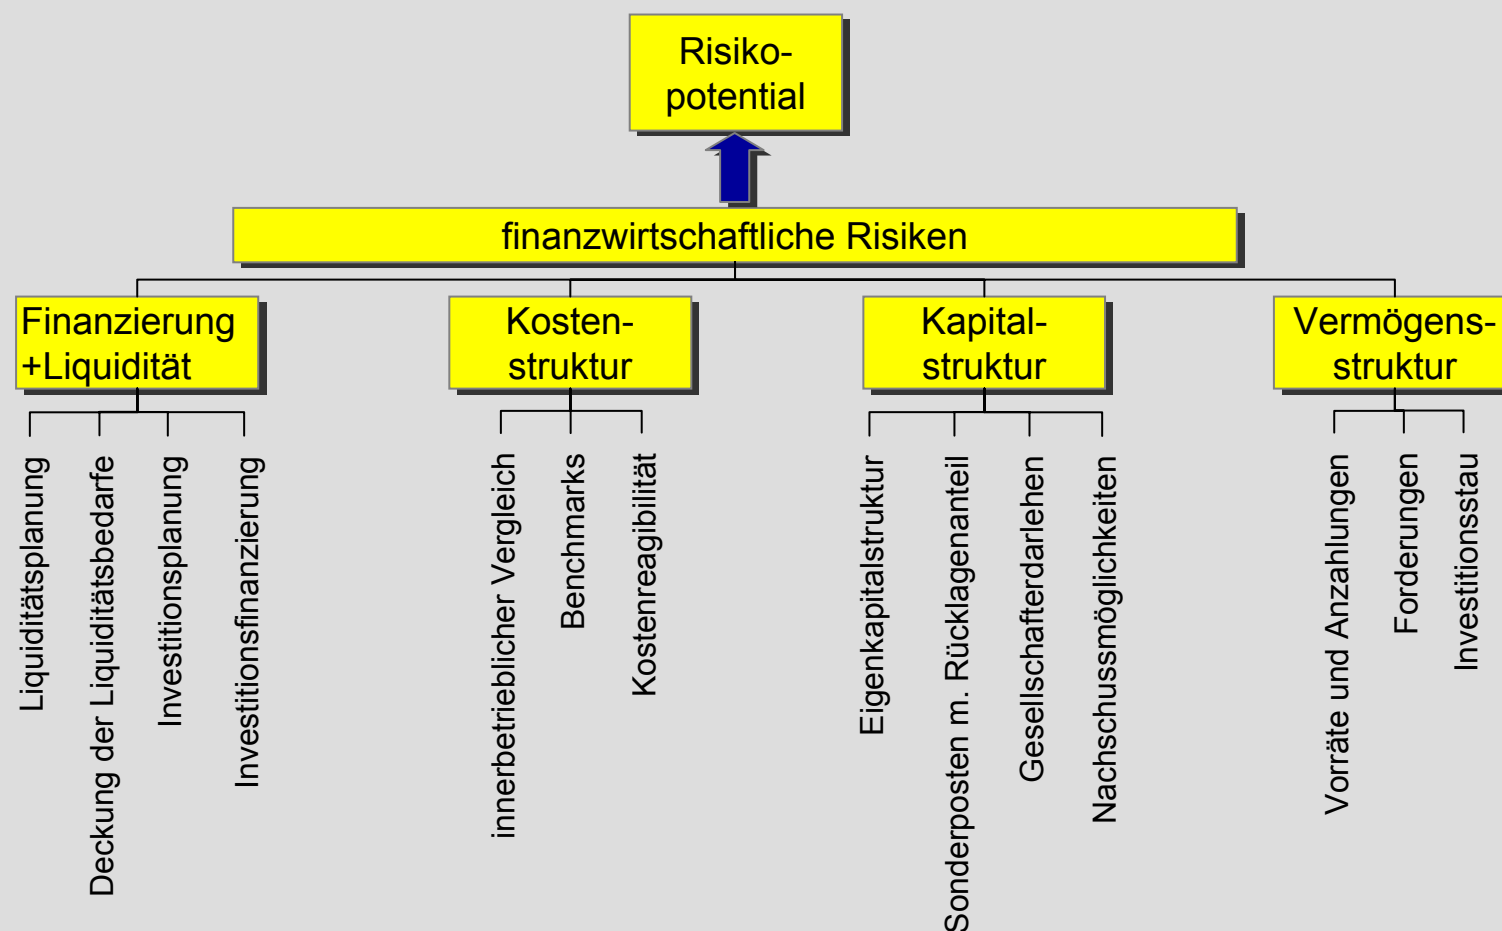 Risiko-
potential
finanzwirtschaftliche Risiken
Finanzierung
+Liquidität
Kosten-
struktur
Kapital-
struktur
Vermögens-
struktur
Liquiditätsplanung
Deckung der Liquiditätsbedarfe
Investitionsplanung
Investitionsfinanzierung
innerbetrieblicher Vergleich
Benchmarks
Kostenreagibilität
Eigenkapitalstruktur
Sonderposten m. Rücklagenanteil
Gesellschafterdarlehen
Nachschussmöglichkeiten
Vorräte und Anzahlungen
Forderungen
Investitionsstau